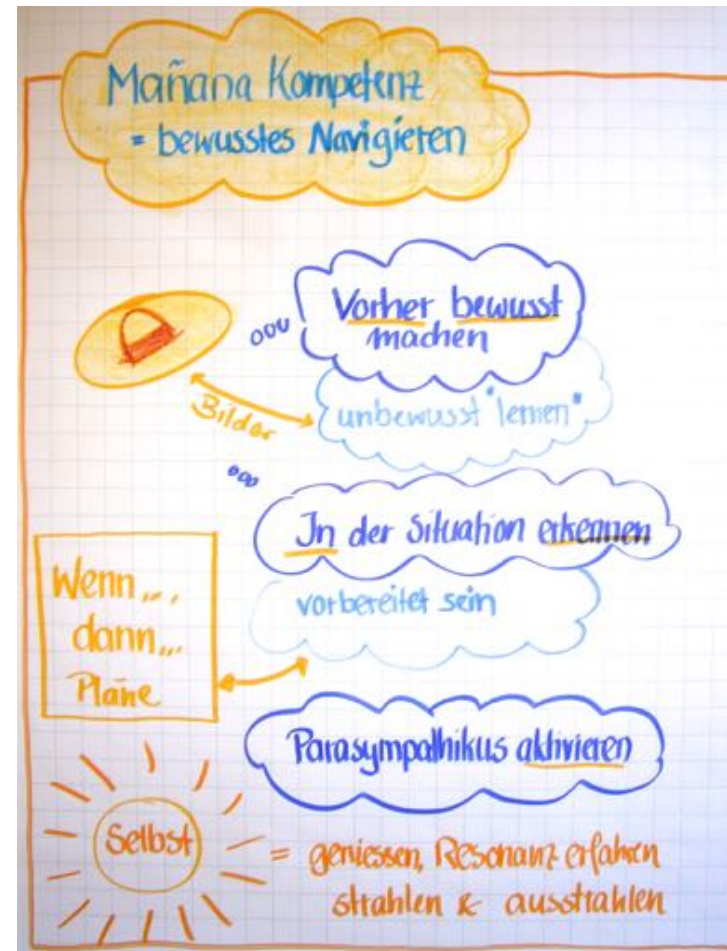 Mañana Kompetenz
= bewusstes Navigieren
Vorher bewusst
machen
Bilder
unbewusst "lernen"
In der Situation erkennen
Wenn...,
dann...
Pläne
vorbereitet sein
Parasympathikus aktivieren
Selbst
= geniessen, Resonanz erfahren
strahlen & ausstrahlen